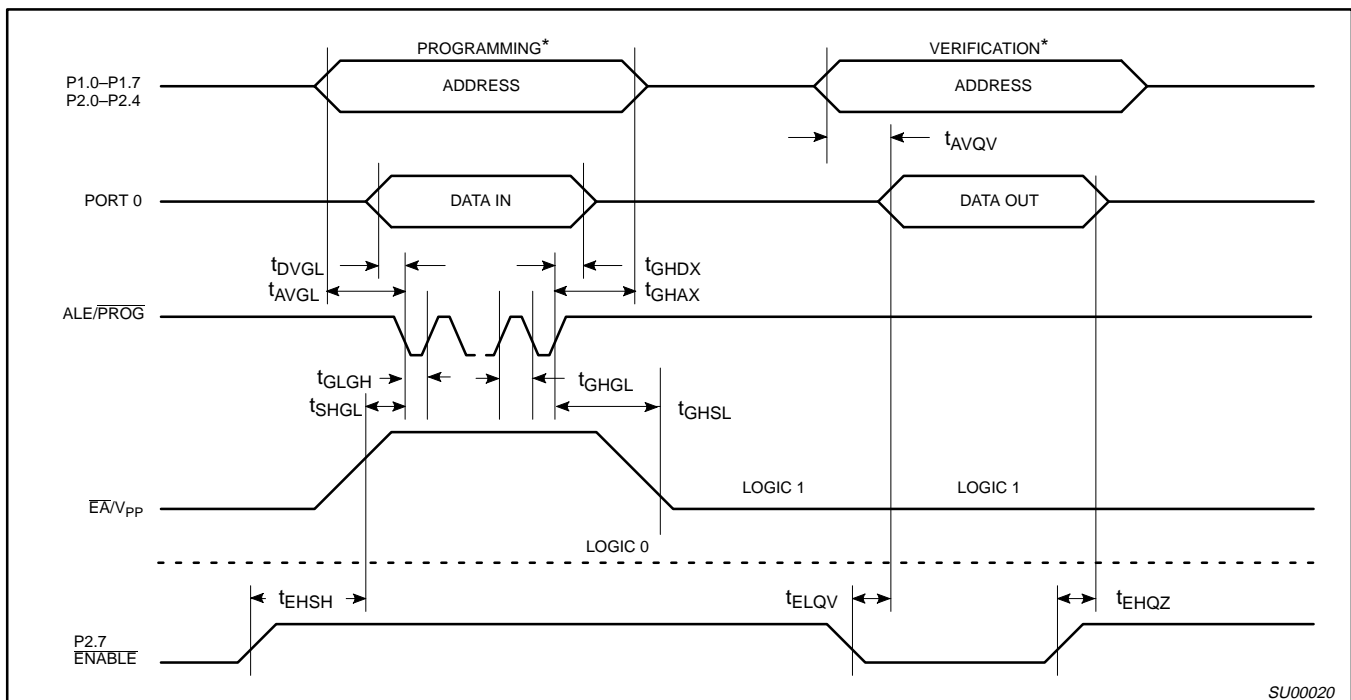 PROGRAMMING*
VERIFICATION*
P1.0–P1.7
P2.0–P2.4
ADDRESS
ADDRESS
tAVQV
PORT 0
DATA IN
DATA OUT
tDVGL
tGHDX
tAVGL
tGHAX
ALE/PROG
tGLGH
tGHGL
tSHGL
tGHSL
LOGIC 1
LOGIC 1
EA/VPP
LOGIC 0
tEHSH
tELQV
tEHQZ
P2.7
ENABLE
SU00020